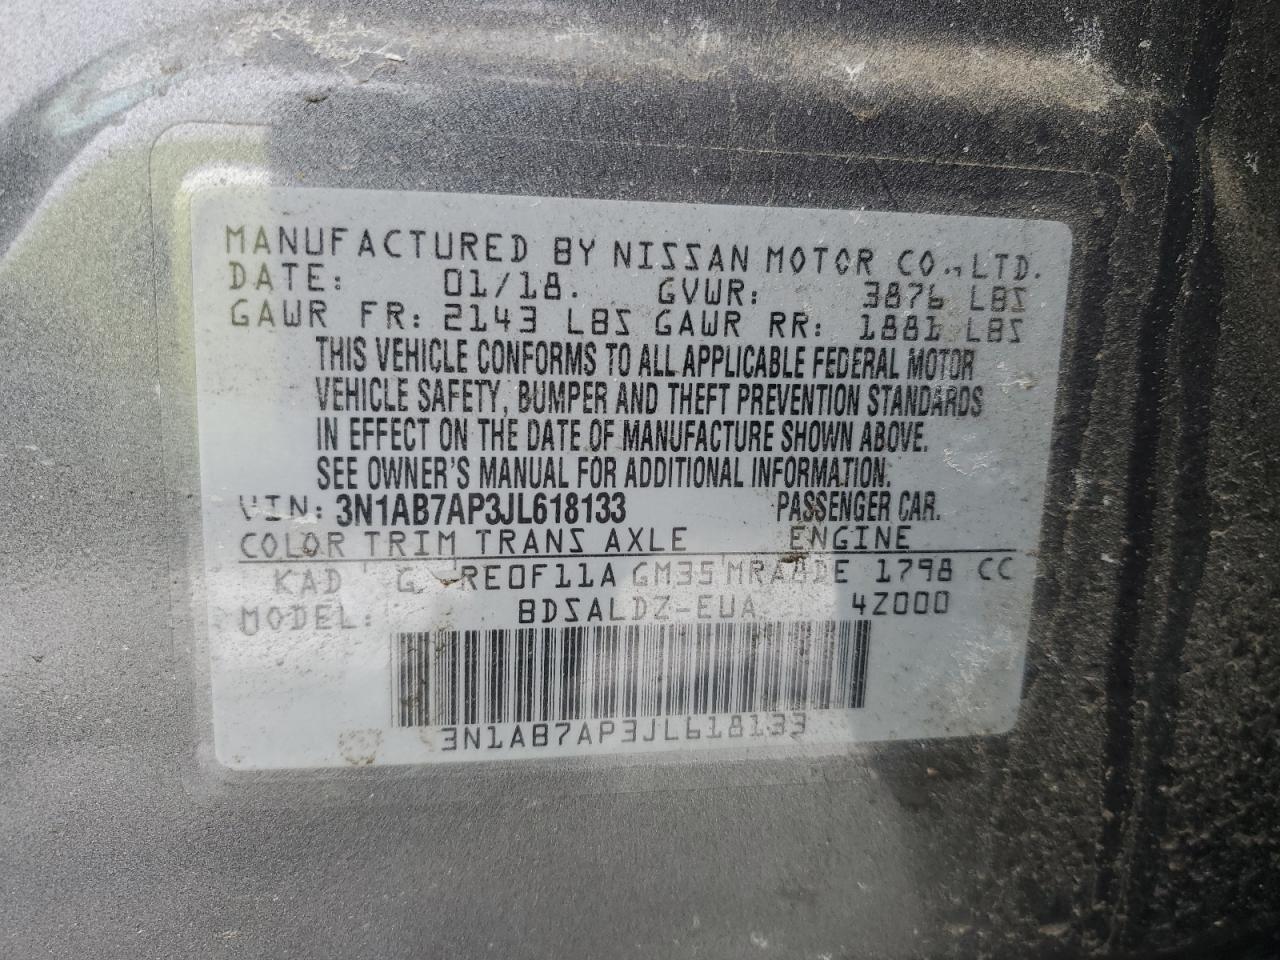 MANUFACTURED BY NISSAN MOTOR CO., LTD.
DATE: 01/18. GVWR: 3876 LBS
GAWR FR: 2143 LBS GAWR RR: 1881 LBS
THIS VEHICLE CONFORMS TO ALL APPLICABLE FEDERAL MOTOR
VEHICLE SAFETY, BUMPER AND THEFT PREVENTION STANDARDS
IN EFFECT ON THE DATE OF MANUFACTURE SHOWN ABOVE.
SEE OWNER'S MANUAL FOR ADDITIONAL INFORMATION.
VIN: 3N1AB7AP3JL618133 PASSENGER CAR.
COLOR TRIM TRANS AXLE ENGINE
KAD G RE0F11A GM35 MRA8DE 1798 CC
MODEL: BDSALDZ-EUA 4Z000
3N1AB7AP3JL618133